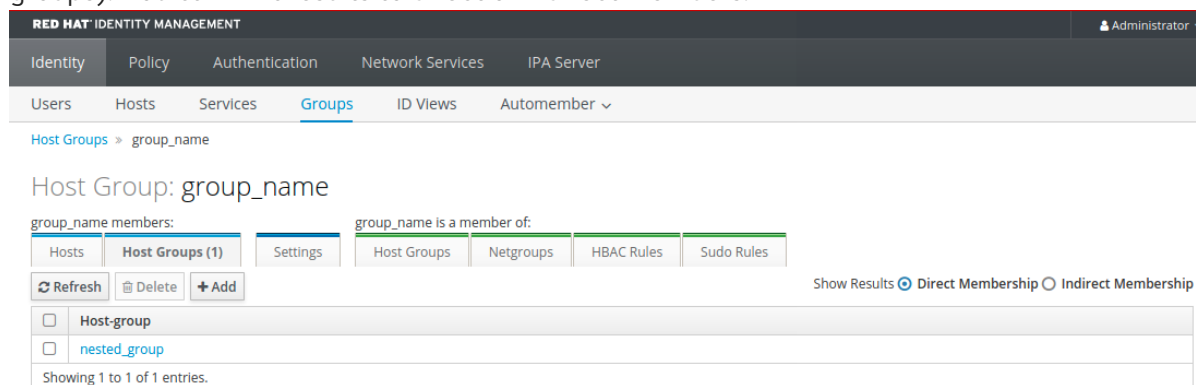 RED HAT IDENTITY MANAGEMENT Administrator
Identity Policy Authentication Network Services IPA Server
Users Hosts Services Groups ID Views Automember
Host Groups » group_name
Host Group: group_name
group_name members: group_name is a member of:
Hosts Host Groups (1) Settings Host Groups Netgroups HBAC Rules Sudo Rules
Refresh Delete Add Show Results Direct Membership Indirect Membership
Host-group
nested_group
Showing 1 to 1 of 1 entries.